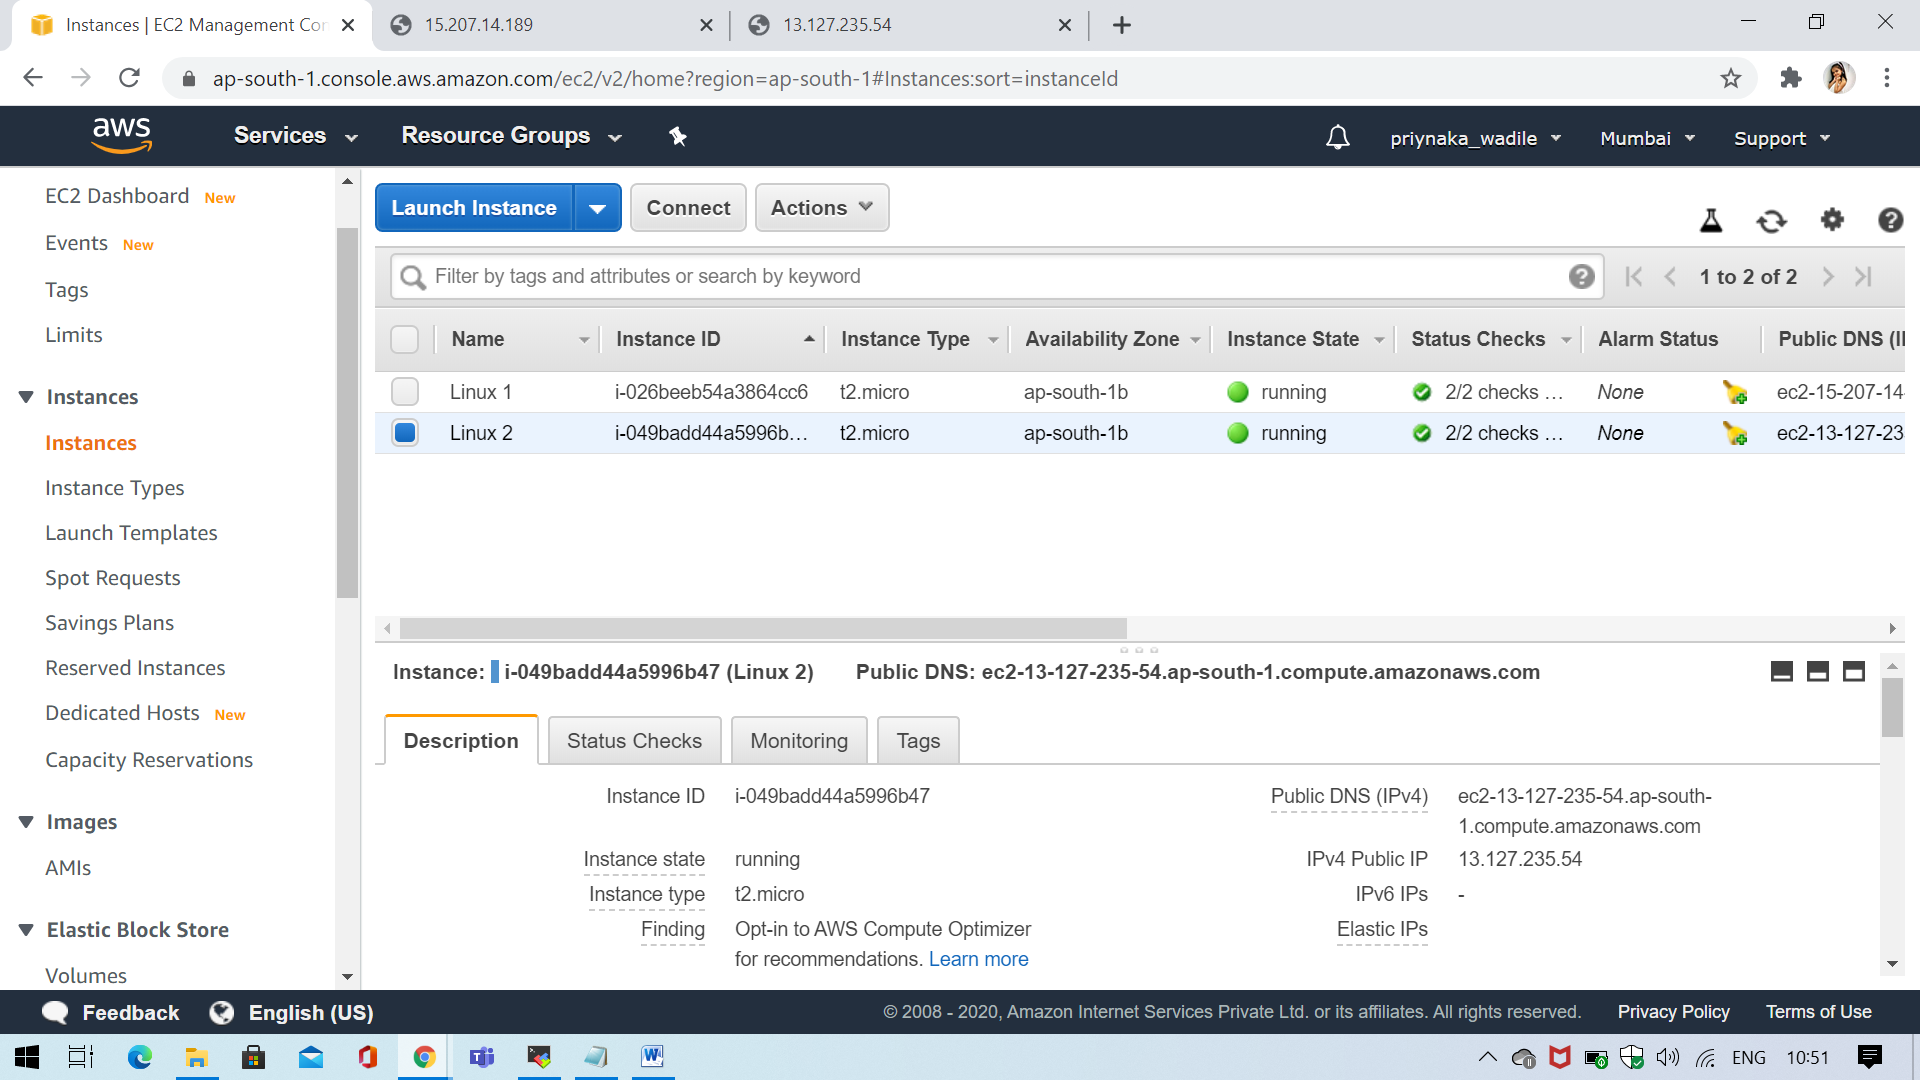 Instances | EC2 Management Con
15.207.14.189
13.127.235.54
ap-south-1.console.aws.amazon.com/ec2/v2/home?region=ap-south-1#Instances:sort=instanceId
aws
Services
Resource Groups
priynaka_wadile
Mumbai
Support
EC2 Dashboard New
Events New
Tags
Limits
Instances
Instances
Instance Types
Launch Templates
Spot Requests
Savings Plans
Reserved Instances
Dedicated Hosts New
Capacity Reservations
Images
AMIs
Elastic Block Store
Volumes
Launch Instance
Connect
Actions
Filter by tags and attributes or search by keyword
1 to 2 of 2
Name Instance ID Instance Type Availability Zone Instance State Status Checks Alarm Status Public DNS (I
Linux 1 i-026beeb54a3864cc6 t2.micro ap-south-1b running 2/2 checks ... None ec2-15-207-14
Linux 2 i-049badd44a5996b... t2.micro ap-south-1b running 2/2 checks ... None ec2-13-127-23
Instance: i-049badd44a5996b47 (Linux 2) Public DNS: ec2-13-127-235-54.ap-south-1.compute.amazonaws.com
Description
Status Checks
Monitoring
Tags
Instance ID i-049badd44a5996b47
Instance state running
Instance type t2.micro
Finding Opt-in to AWS Compute Optimizer
for recommendations. Learn more
Public DNS (IPv4) ec2-13-127-235-54.ap-south-
1.compute.amazonaws.com
IPv4 Public IP 13.127.235.54
IPv6 IPs -
Elastic IPs
Feedback
English (US)
© 2008 - 2020, Amazon Internet Services Private Ltd. or its affiliates. All rights reserved.
Privacy Policy
Terms of Use
ENG
10:51